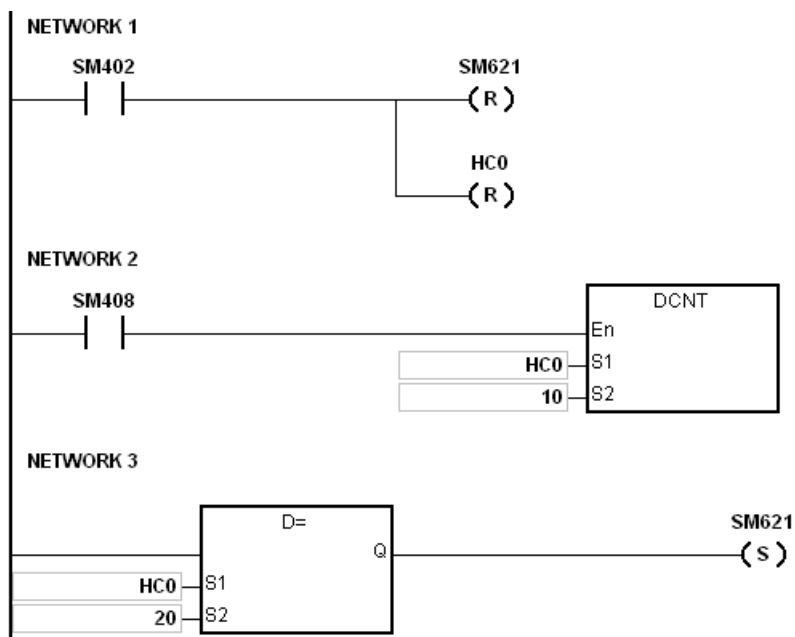 NETWORK 1
SM402 SM621
R
HC0
R
NETWORK 2
SM408
DCNT
En
HC0 S1
10 S2
NETWORK 3
D=
SM621
Q
S
HC0 S1
20 S2